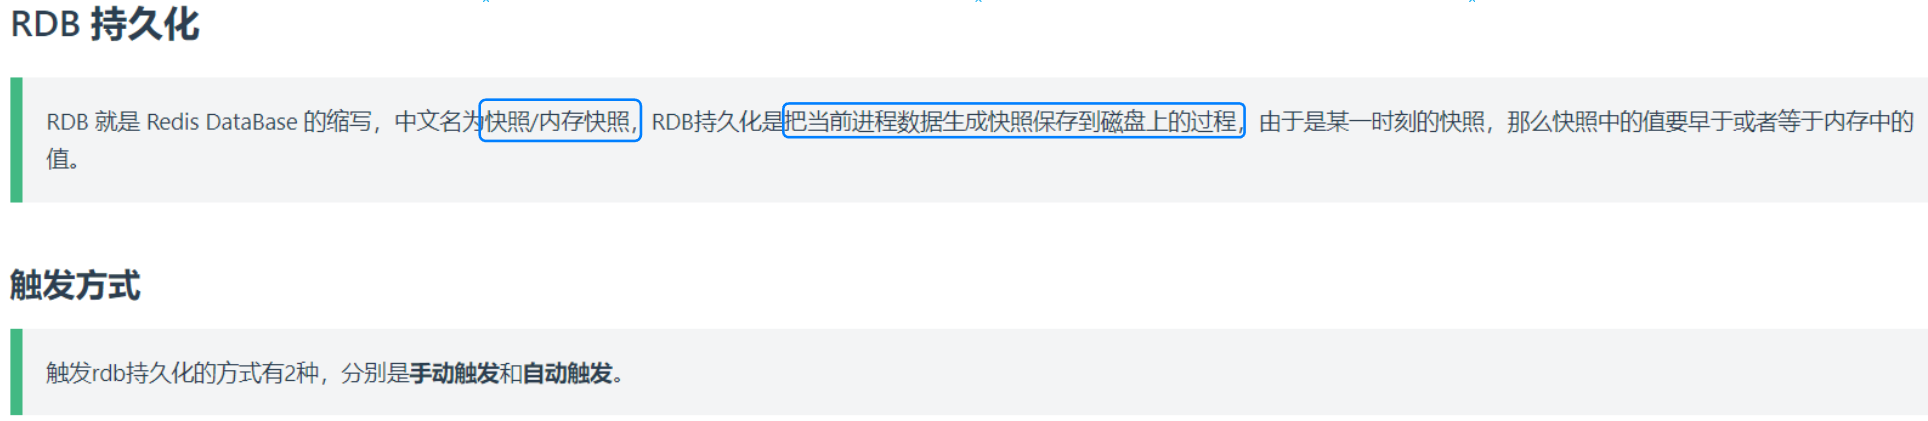 RDB 持久化
RDB 就是 Redis DataBase 的缩写，中文名为快照/内存快照，RDB持久化是把当前进程数据生成快照保存到磁盘上的过程，由于是某一时刻的快照，那么快照中的值要早于或者等于内存中的
值。
触发方式
触发rdb持久化的方式有2种，分别是手动触发和自动触发。